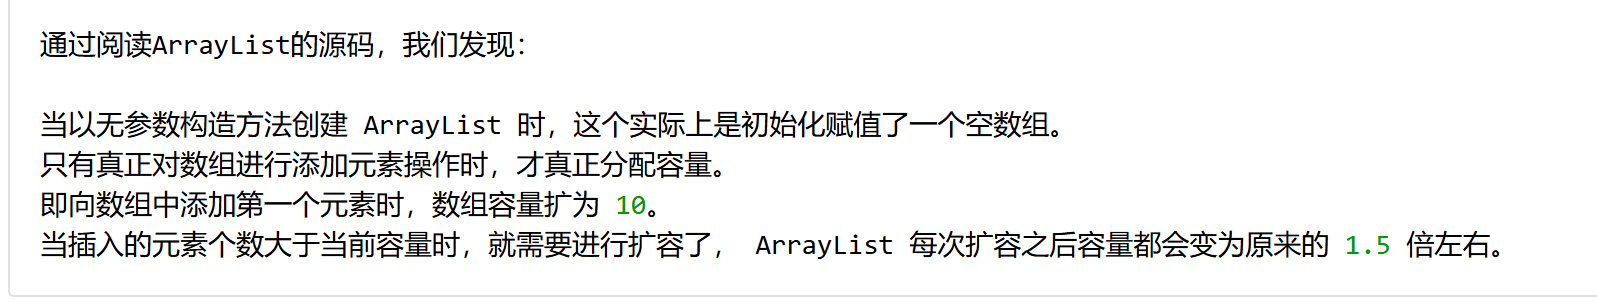 通过阅读ArrayList的源码，我们发现：
当以无参数构造方法创建 ArrayList 时，这个实际上是初始化赋值了一个空数组。
只有真正对数组进行添加元素操作时，才真正分配容量。
即向数组中添加第一个元素时，数组容量扩为 10。
当插入的元素个数大于当前容量时，就需要进行扩容了， ArrayList 每次扩容之后容量都会变为原来的 1.5 倍左右。